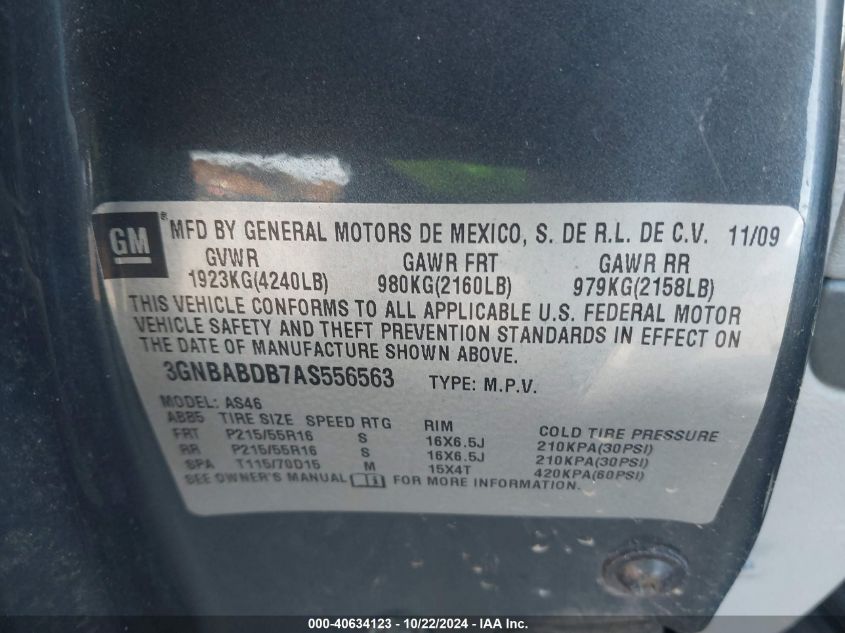 GM® MFD BY GENERAL MOTORS DE MEXICO, S. DE R.L. DE C.V. 11/09
GVWR GAWR FRT GAWR RR
1923KG(4240LB) 980KG(2160LB) 979KG(2158LB)
THIS VEHICLE CONFORMS TO ALL APPLICABLE U.S. FEDERAL MOTOR
VEHICLE SAFETY AND THEFT PREVENTION STANDARDS IN EFFECT ON
THE DATE OF MANUFACTURE SHOWN ABOVE.
3GNBABDB7AS556563 TYPE: M.P.V.
MODEL: AS46
ABB5 TIRE SIZE SPEED RTG RIM COLD TIRE PRESSURE
FRT P215/55R16 S 16X6.5J 210KPA(30PSI)
RR P215/55R16 S 16X6.5J 210KPA(30PSI)
SPA T115/70D15 M 15X4T 420KPA(60PSI)
SEE OWNER'S MANUAL FOR MORE INFORMATION.
000-40634123 - 10/22/2024 - IAA Inc.